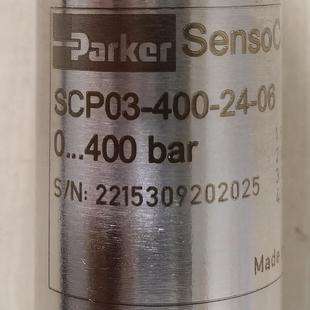 Parker SensoC
SCP03-400-24-06
0...400 bar
S/N: 2215309202025
Made